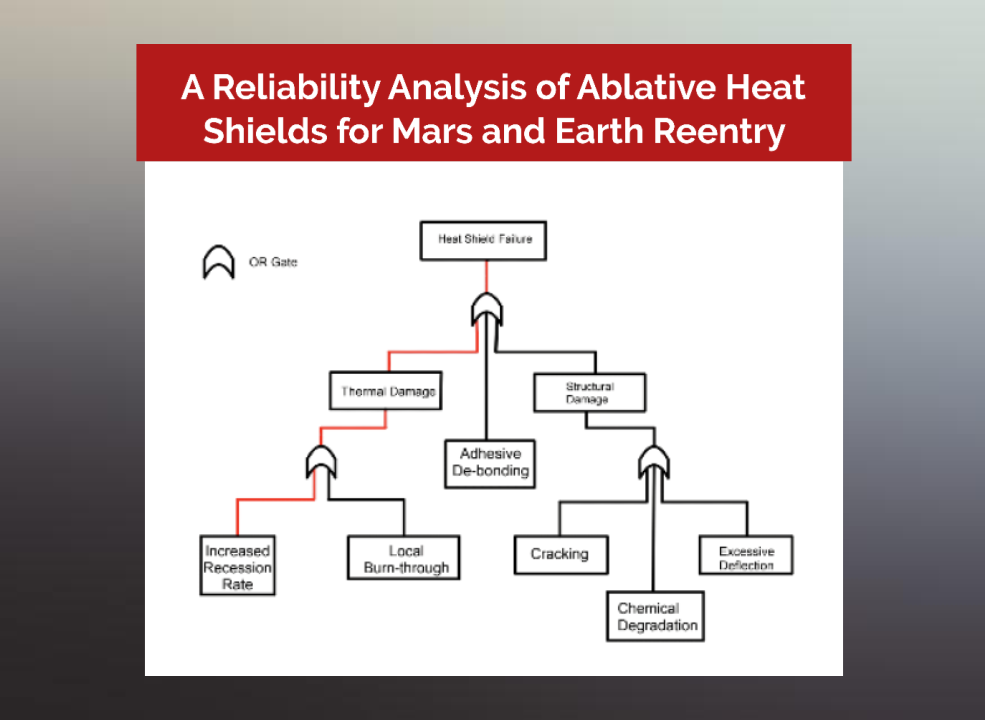 A Reliability Analysis of Ablative Heat
Shields for Mars and Earth Reentry
Heat Shield Failure
OR Gate
Thermal Damage
Structural
Damage
Adhesive
De-bonding
Increased
Recession
Rate
Local
Burn-through
Cracking
Excessive
Deflection
Chemical
Degradation